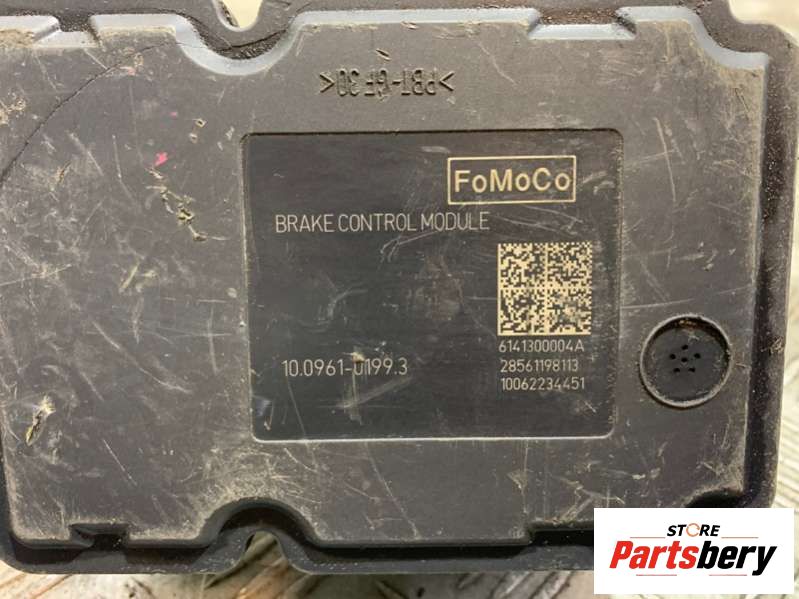 >PBT-GF30<
FoMoCo
BRAKE CONTROL MODULE
6141300004A
10.0961-0199.3
28561198113
10062234451
STORE
Partsbery